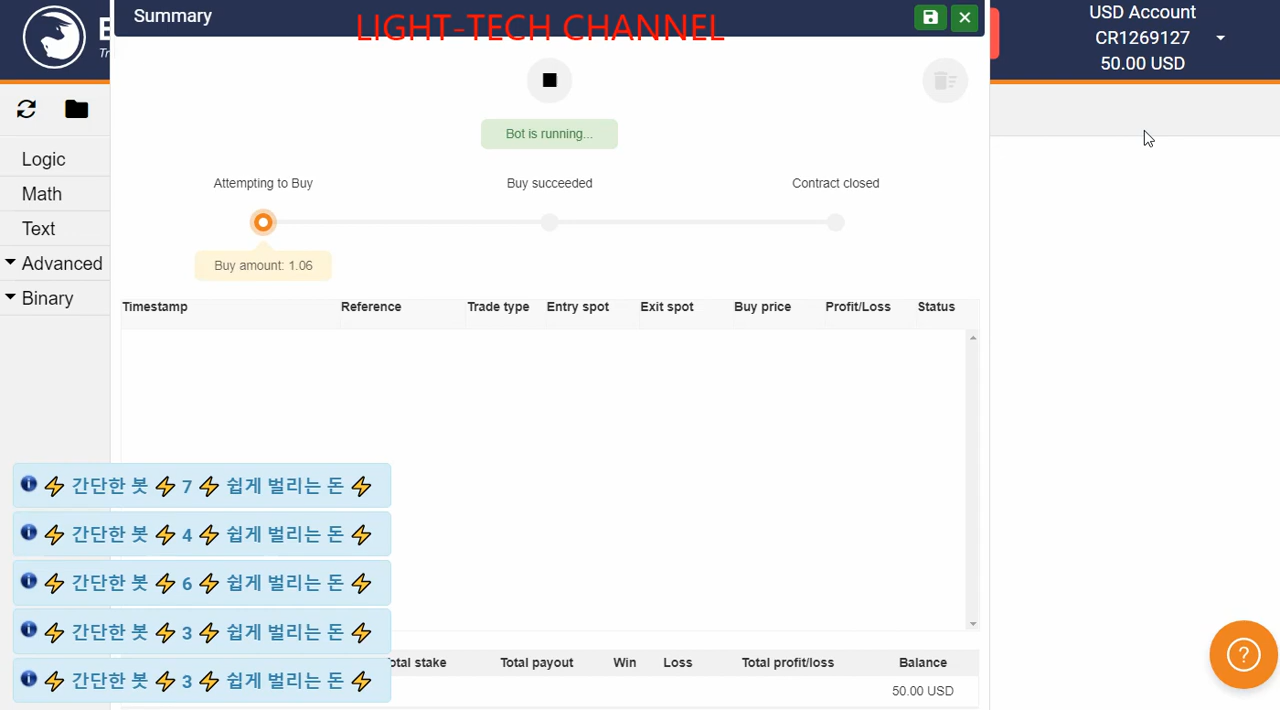 Summary
LIGHT-TECH CHANNEL
USD Account
CR1269127
50.00 USD
Bot is running...
Attempting to Buy
Buy succeeded
Contract closed
Buy amount: 1.06
Logic
Math
Text
Advanced
Binary
Timestamp Reference Trade type Entry spot Exit spot Buy price Profit/Loss Status
⚡ 간단한 봇 ⚡ 7 ⚡ 쉽게 벌리는 돈 ⚡
⚡ 간단한 봇 ⚡ 4 ⚡ 쉽게 벌리는 돈 ⚡
⚡ 간단한 봇 ⚡ 6 ⚡ 쉽게 벌리는 돈 ⚡
⚡ 간단한 봇 ⚡ 3 ⚡ 쉽게 벌리는 돈 ⚡
⚡ 간단한 봇 ⚡ 3 ⚡ 쉽게 벌리는 돈 ⚡
stake Total payout Win Loss Total profit/loss Balance
50.00 USD
?